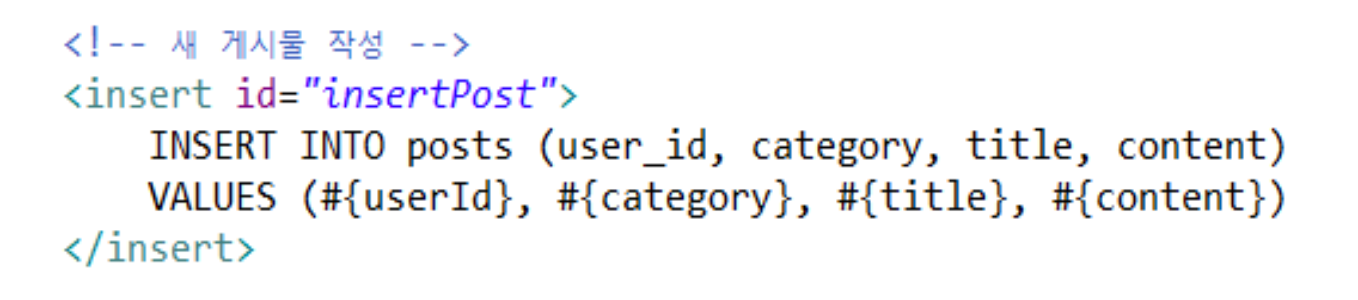 <!-- 새 게시물 작성 -->
<insert id="insertPost">
INSERT INTO posts (user_id, category, title, content)
VALUES (#{userId}, #{category}, #{title}, #{content})
</insert>